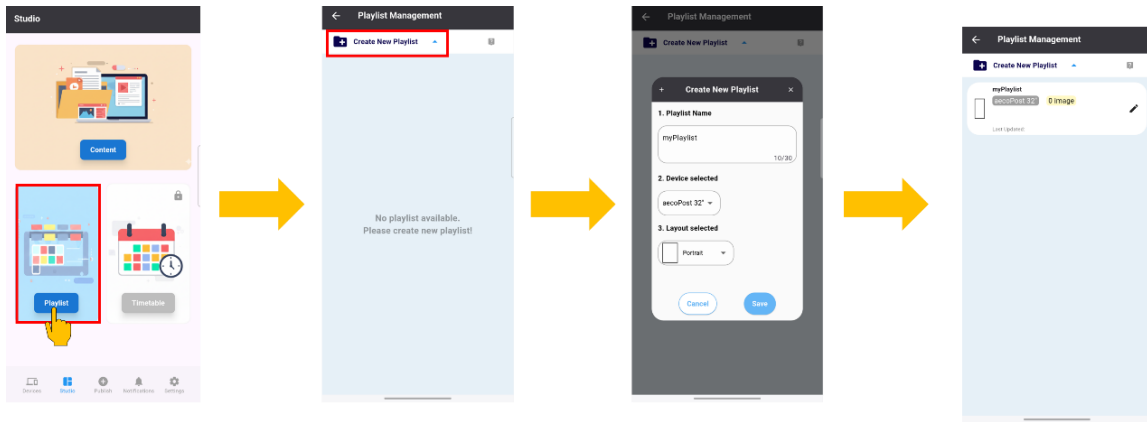 Studio
Content
Playlist
Timetable
Devices
Studio
Publish
Notifications
Settings
Playlist Management
Create New Playlist
No playlist available.
Please create new playlist!
Playlist Management
Create New Playlist
Create New Playlist
1. Playlist Name
myPlaylist
10/30
2. Device selected
aecoPost 32"
3. Layout selected
Portrait
Cancel
Save
Playlist Management
Create New Playlist
myPlaylist
aecoPost 32"
0 image
Last Updated: